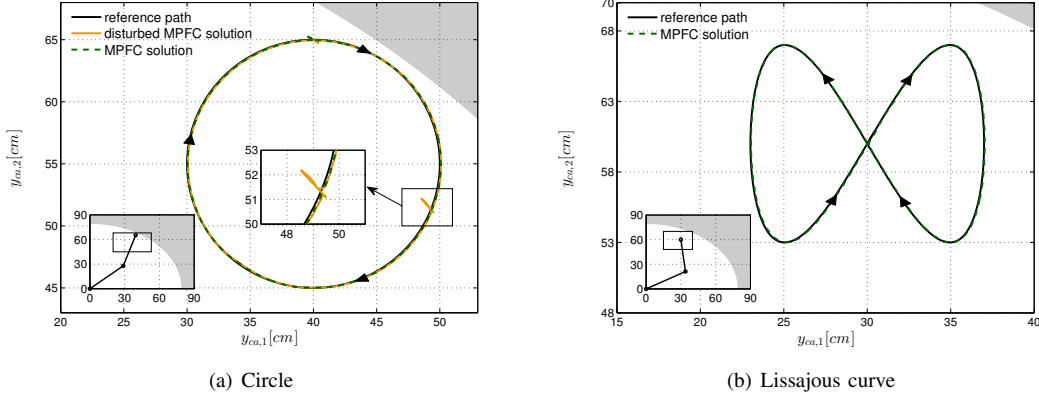 reference path
disturbed MPFC solution
MPFC solution
65
60
55
50
45
y_{ca,2}[cm]
20 25 30 35 40 45 50
y_{ca,1}[cm]
53
52
51
50
48 50
90
60
30
0
0 30 60 90
(a) Circle
reference path
MPFC solution
70
68
63
58
53
48
y_{ca,2}[cm]
15 20 25 30 35 40
y_{ca,1}[cm]
90
60
30
0
0 30 60 90
(b) Lissajous curve